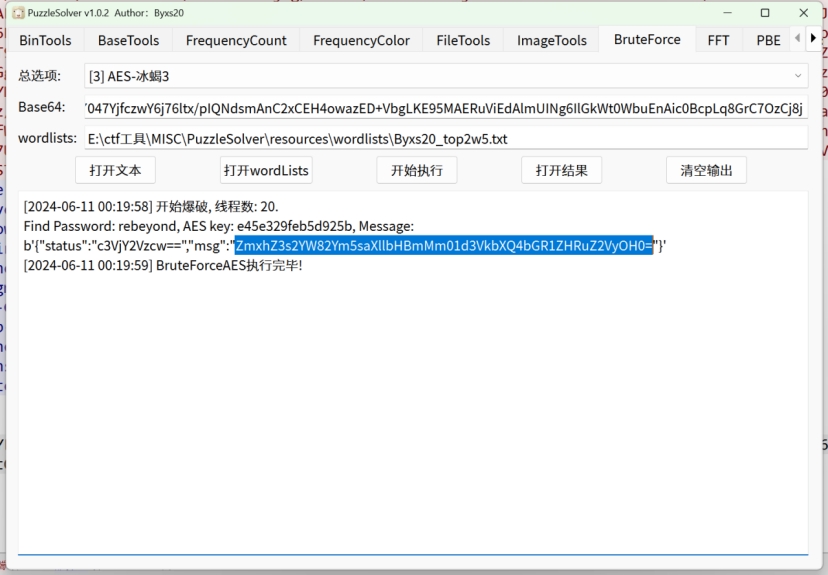 PuzzleSolver v1.0.2 Author: Byxs20
BinTools BaseTools FrequencyCount FrequencyColor FileTools ImageTools BruteForce FFT PBE
总选项: [3] AES-冰蝎3
Base64: '047YjfczwY6j76ltx/pIQNdsmAnC2xCEH4owazED+VbgLKE95MAERuViEdAlmUINg6IlGkWt0WbuEnAic0BcpLq8GrC7OzCj8j
wordlists: E:\ctf工具\MISC\PuzzleSolver\resources\wordlists\Byxs20_top2w5.txt
打开文本 打开wordLists 开始执行 打开结果 清空输出
[2024-06-11 00:19:58] 开始爆破, 线程数: 20.
Find Password: rebeyond, AES key: e45e329feb5d925b, Message:
b'{"status":"c3VjY2Vzcw==","msg":"ZmxhZ3s2YW82Ym5saXllbHBmMm01d3VkbXQ4bGR1ZHRuZ2VyOH0="}'
[2024-06-11 00:19:59] BruteForceAES执行完毕!